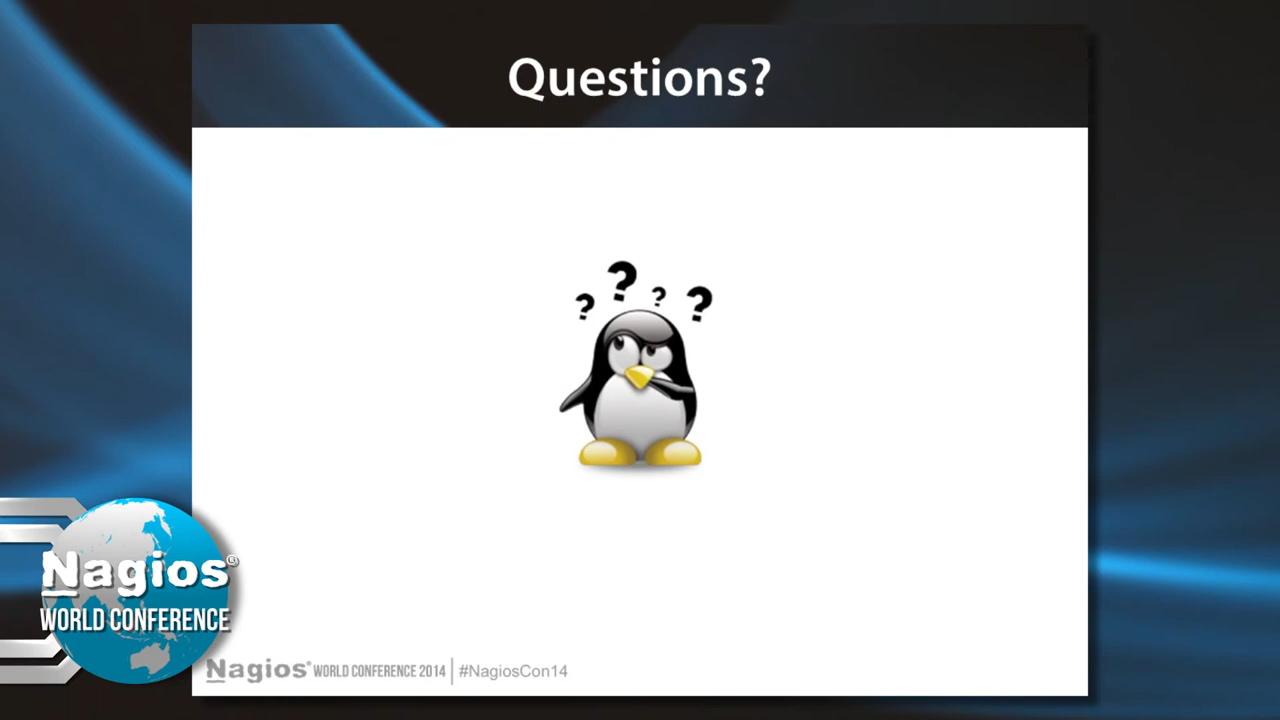 Questions?
? ? ? ?
Nagios®
WORLD CONFERENCE
Nagios® WORLD CONFERENCE 2014 | #NagiosCon14